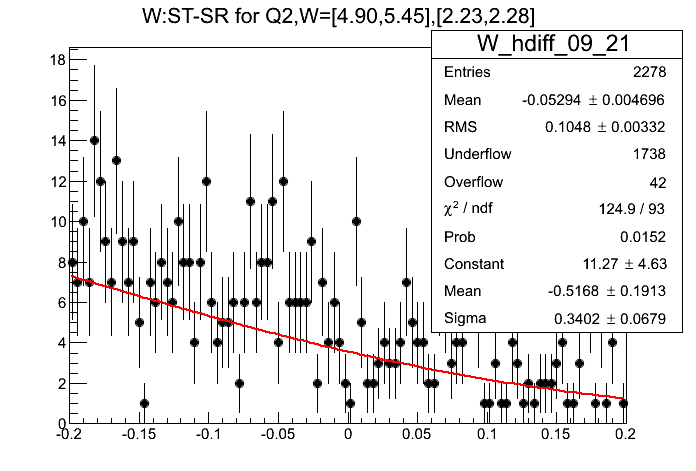 W:ST-SR for Q2,W=[4.90,5.45],[2.23,2.28]
W_hdiff_09_21
Entries 2278
Mean -0.05294 ± 0.004696
RMS 0.1048 ± 0.00332
Underflow 1738
Overflow 42
χ² / ndf 124.9 / 93
Prob 0.0152
Constant 11.27 ± 4.63
Mean -0.5168 ± 0.1913
Sigma 0.3402 ± 0.0679
18
16
14
12
10
8
6
4
2
0
-0.2 -0.15 -0.1 -0.05 0 0.05 0.1 0.15 0.2